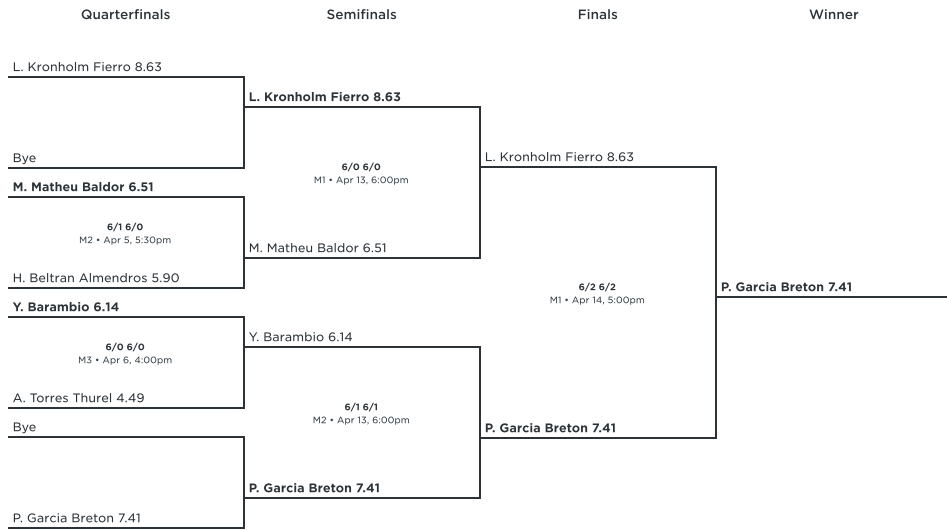 Quarterfinals
Semifinals
Finals
Winner
L. Kronholm Fierro 8.63
Bye
M. Matheu Baldor 6.51
6/1 6/0
M2 • Apr 5, 5:30pm
H. Beltran Almendros 5.90
Y. Barambio 6.14
6/0 6/0
M3 • Apr 6, 4:00pm
A. Torres Thurel 4.49
Bye
P. Garcia Breton 7.41
L. Kronholm Fierro 8.63
6/0 6/0
M1 • Apr 13, 6:00pm
M. Matheu Baldor 6.51
Y. Barambio 6.14
6/1 6/1
M2 • Apr 13, 6:00pm
P. Garcia Breton 7.41
L. Kronholm Fierro 8.63
6/2 6/2
M1 • Apr 14, 5:00pm
P. Garcia Breton 7.41
P. Garcia Breton 7.41